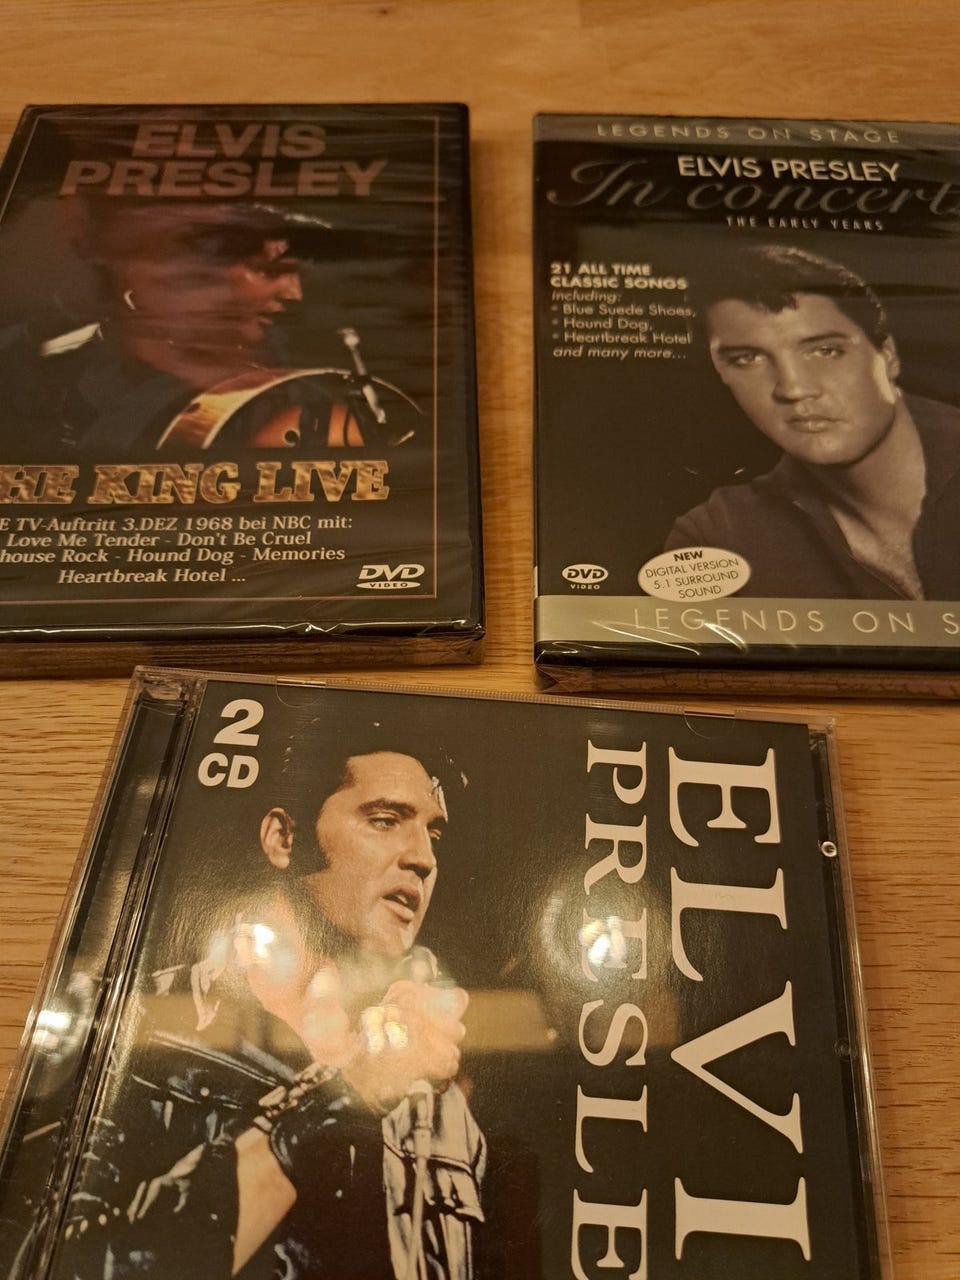 ELVIS
PRESLEY
HE KING LIVE
E TV-Auftritt 3.DEZ 1968 bei NBC mit:
Love Me Tender - Don't Be Cruel
house Rock - Hound Dog - Memories
Heartbreak Hotel ...
DVD
VIDEO
LEGENDS ON STAGE
ELVIS PRESLEY
In concert
THE EARLY YEARS
21 ALL TIME
CLASSIC SONGS
Including:
• Blue Suede Shoes,
• Hound Dog,
• Heartbreak Hotel
and many more...
DVD
VIDEO
NEW
DIGITAL VERSION
5.1 SURROUND
SOUND
LEGENDS ON S
2
CD
ELVI
PRESLE